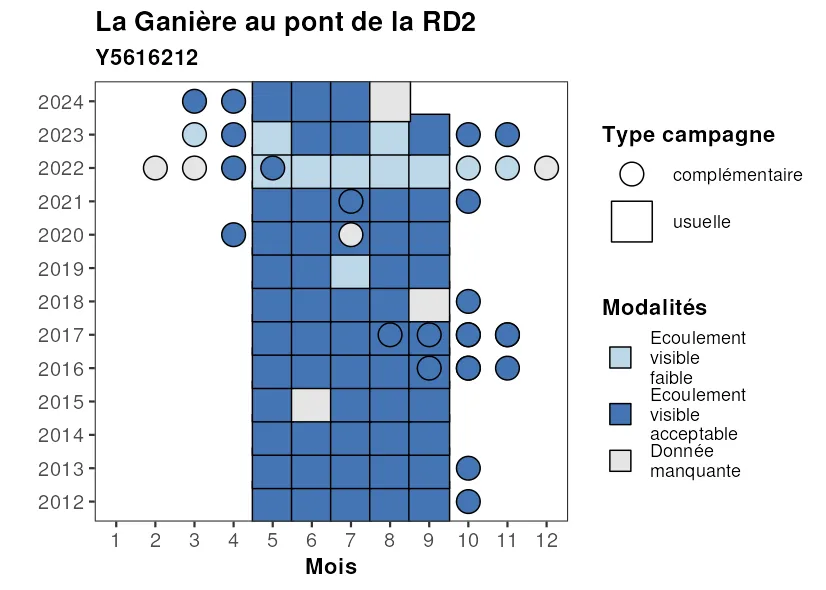 La Ganière au pont de la RD2
Y5616212
2024
2023
2022
2021
2020
2019
2018
2017
2016
2015
2014
2013
2012
1 2 3 4 5 6 7 8 9 10 11 12
Mois
Type campagne
complémentaire
usuelle
Modalités
Ecoulement
visible
faible
Ecoulement
visible
acceptable
Donnée
manquante